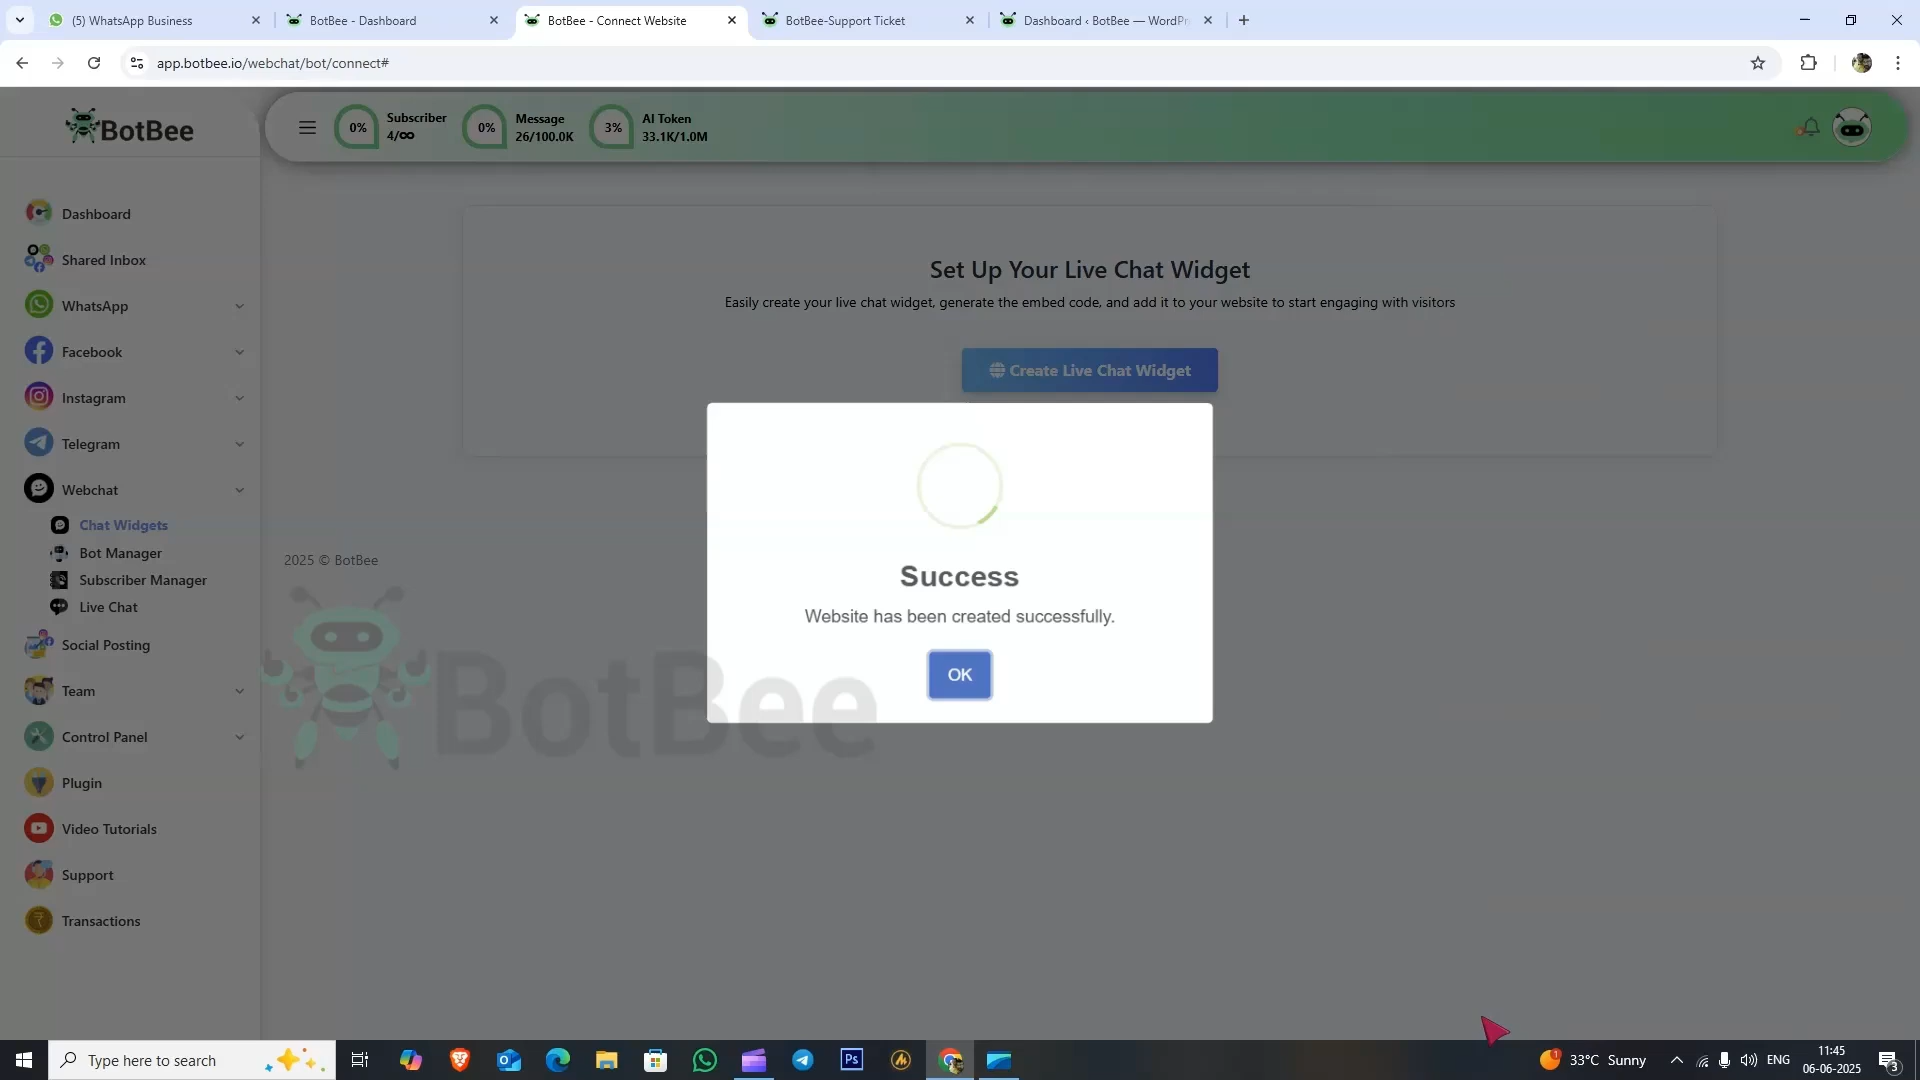 (5) WhatsApp Business
BotBee - Dashboard
BotBee - Connect Website
BotBee-Support Ticket
Dashboard ‹ BotBee — WordPr
app.botbee.io/webchat/bot/connect#
BotBee
0%
Subscriber
4/∞
0%
Message
26/100.0K
3%
AI Token
33.1K/1.0M
Dashboard
Shared Inbox
WhatsApp
Facebook
Instagram
Telegram
Webchat
Chat Widgets
Bot Manager
Subscriber Manager
Live Chat
Social Posting
Team
Control Panel
Plugin
Video Tutorials
Support
Transactions
Set Up Your Live Chat Widget
Easily create your live chat widget, generate the embed code, and add it to your website to start engaging with visitors
Create Live Chat Widget
Success
Website has been created successfully.
OK
2025 © BotBee
BotBee
Type here to search
Ps
1
33°C Sunny
ENG
11:45
06-06-2025
3